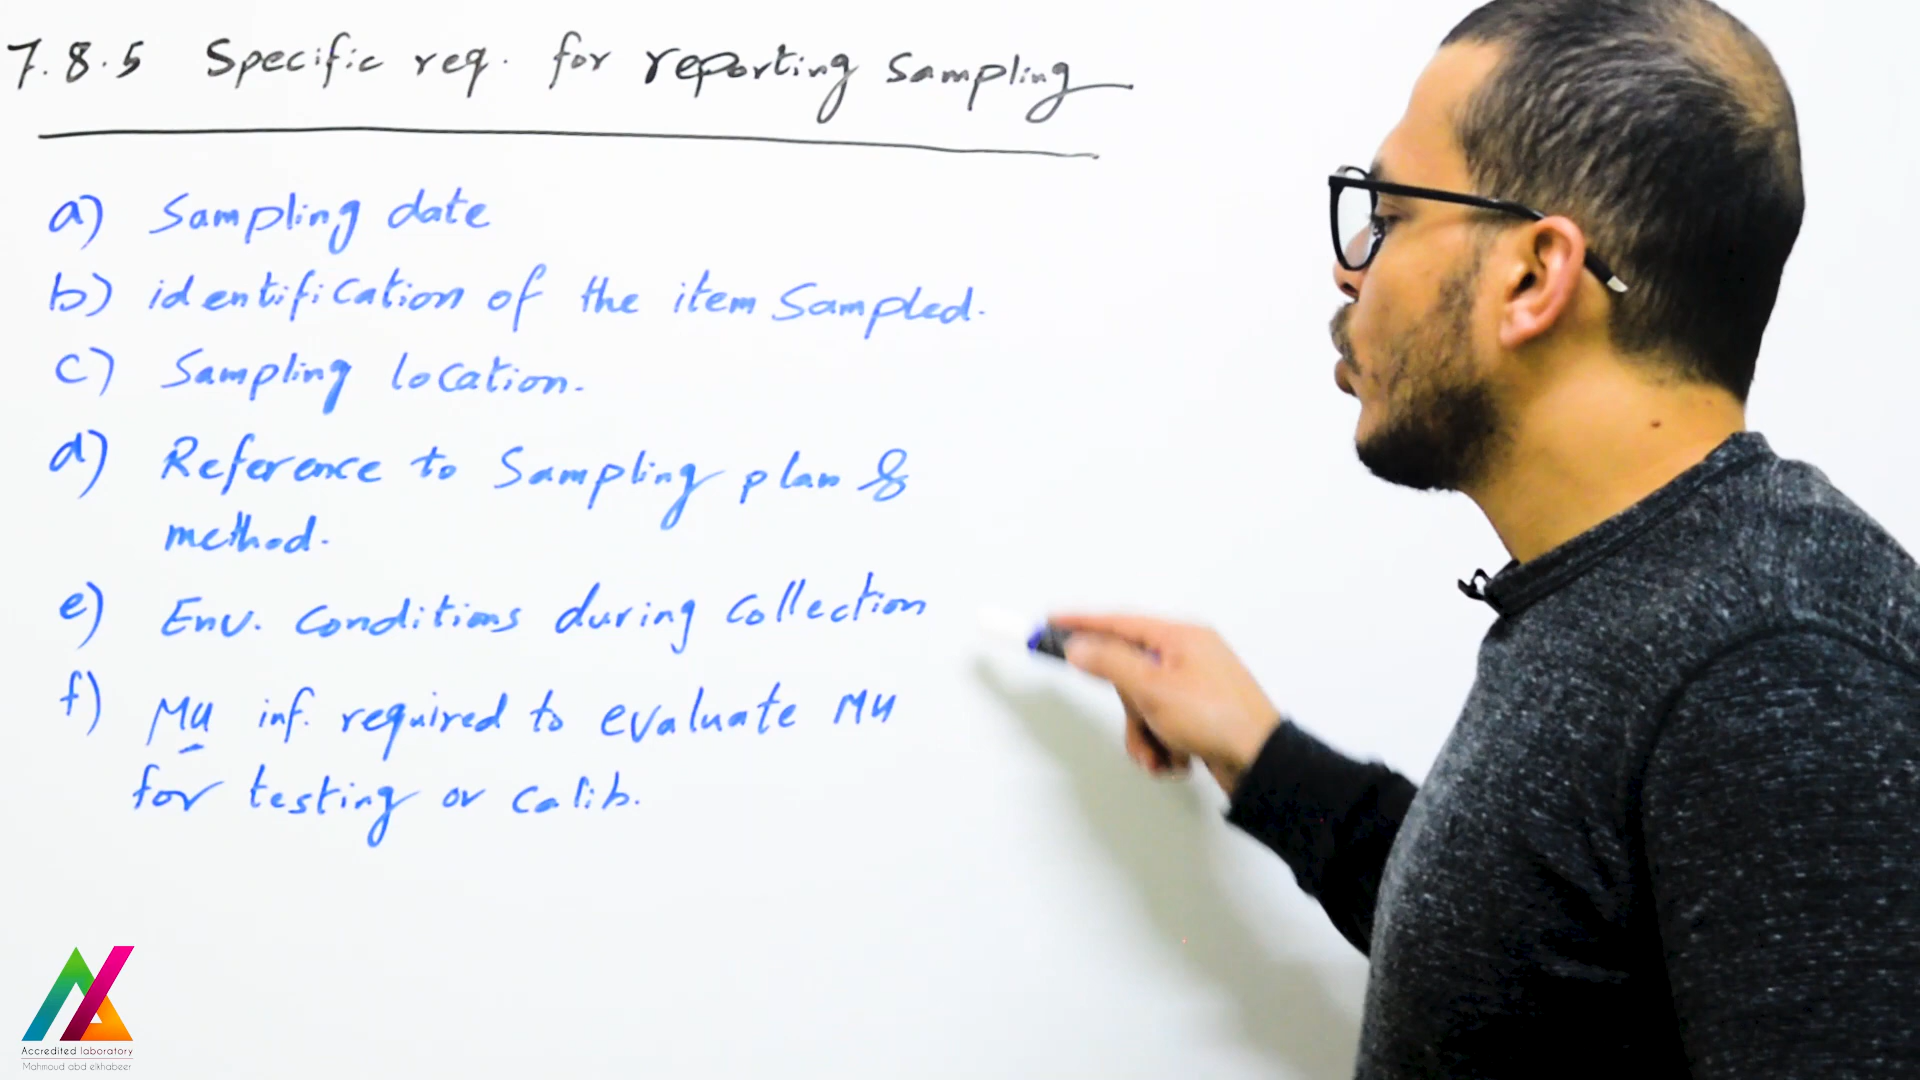 7.8.5 Specific req. for reporting Sampling
a) Sampling date
b) identification of the item Sampled.
c) Sampling location.
d) Reference to Sampling plan &
method.
e) Env. Conditions during Collection
f) MU inf. required to evaluate MU
for testing or Calib.
Accredited laboratory
Mahmoud abd elkhabeer